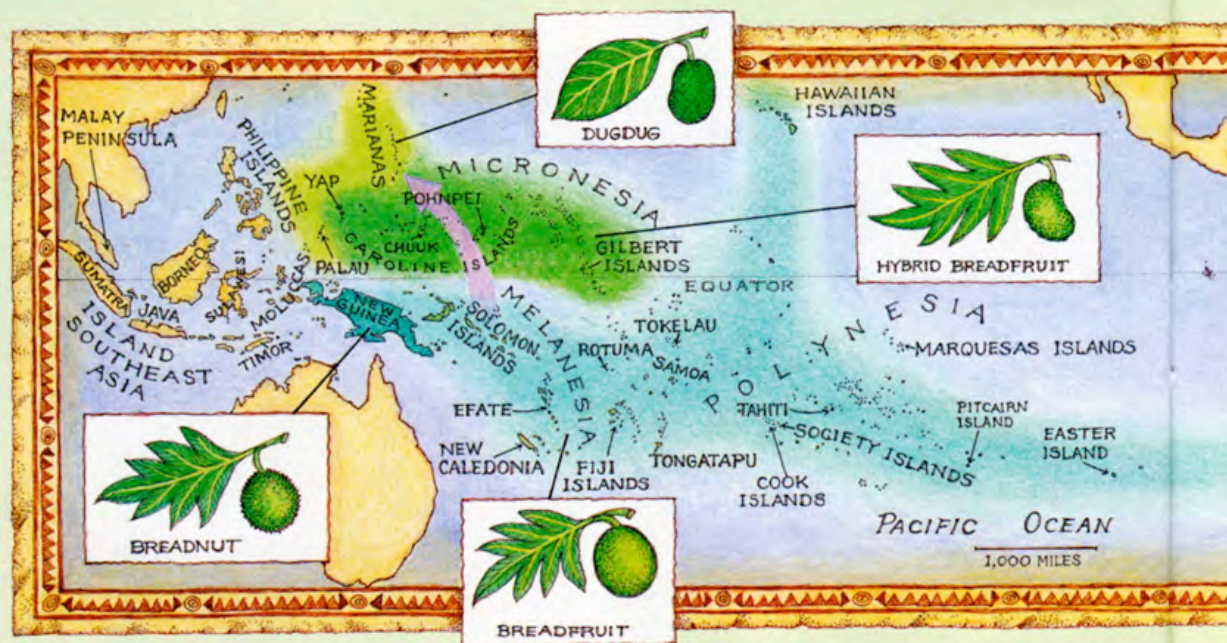 DUGDUG
HAWAIIAN
ISLANDS
MALAY
PENINSULA
PHILIPPINE
ISLANDS
MARIANAS
MICRONESIA
YAP
POHNPEI
CHUUK
CAROLINE ISLANDS
PALAU
GILBERT
ISLANDS
HYBRID BREADFRUIT
EQUATOR
SUMATRA
BORNEO
SULAWESI
MOLUCCAS
JAVA
TIMOR
ISLAND
SOUTHEAST
ASIA
NEW
GUINEA
SOLOMON
ISLANDS
MELANESIA
TOKELAU
ROTUMA
SAMOA
POLYNESIA
MARQUESAS ISLANDS
EFATE
NEW
CALEDONIA
FIJI
ISLANDS
TONGATAPU
TAHITI
SOCIETY ISLANDS
COOK
ISLANDS
PITCAIRN
ISLAND
EASTER
ISLAND
BREADNUT
BREADFRUIT
PACIFIC OCEAN
1,000 MILES